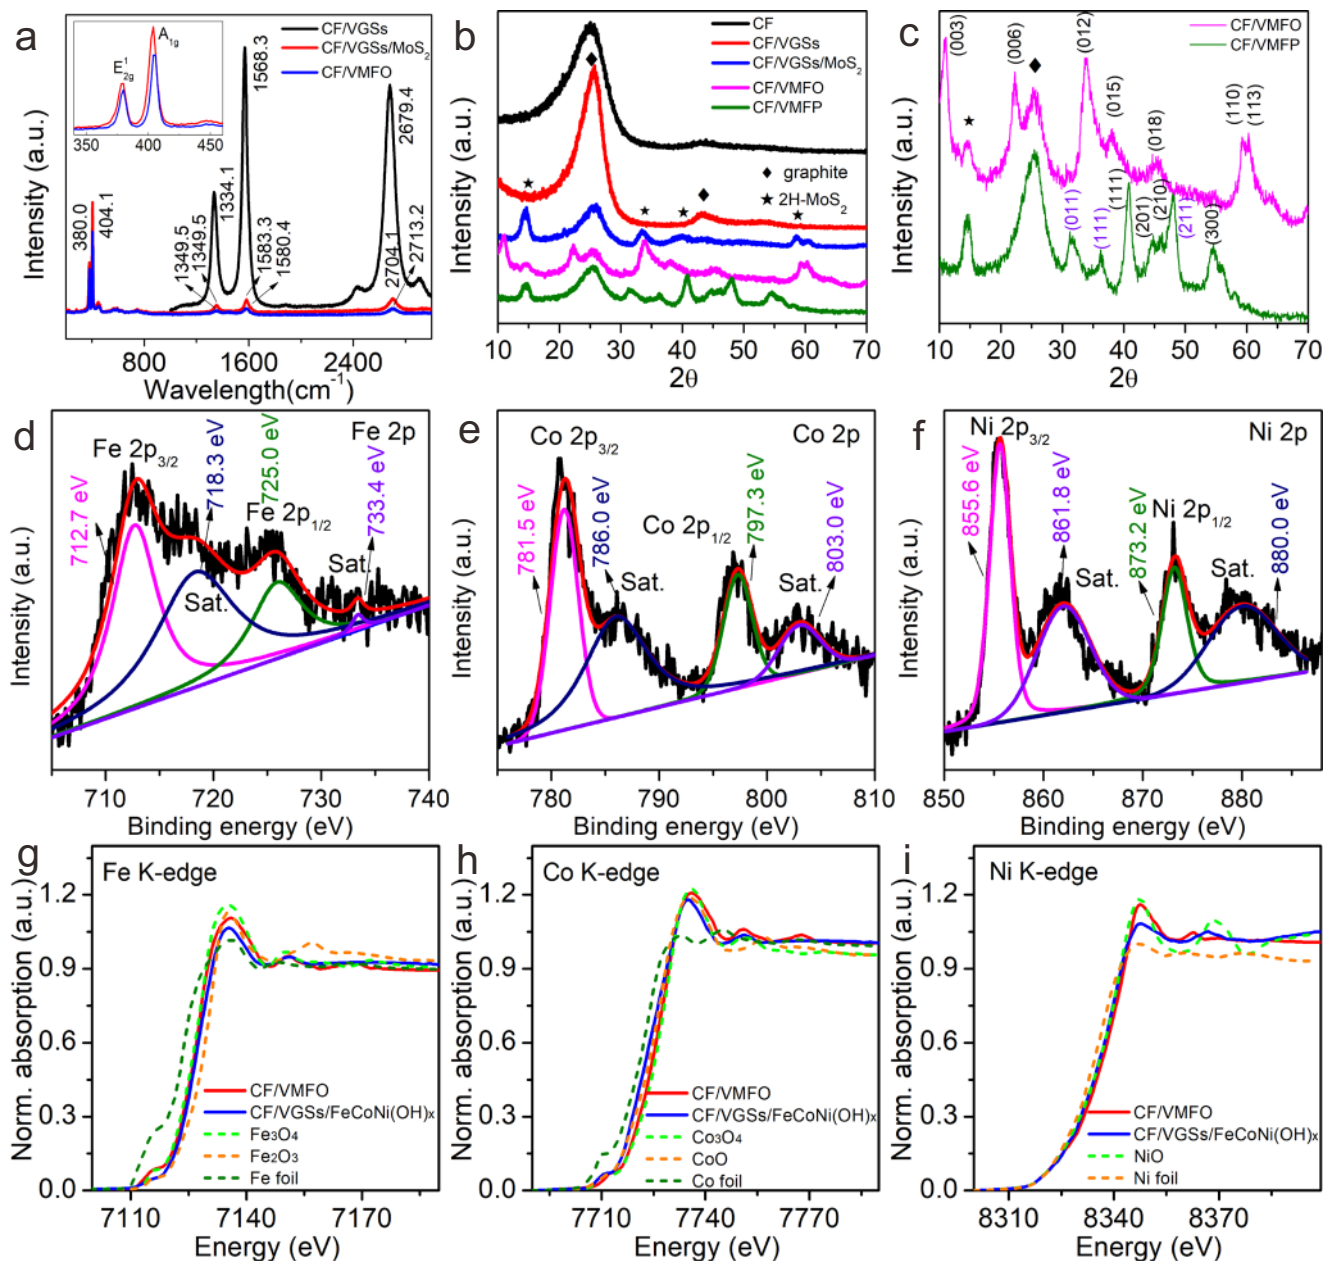 a
Intensity (a.u.)
E¹2g
A1g
350 400 450
CF/VGSs
CF/VGSs/MoS2
CF/VMFO
380.0
404.1
1349.5
1349.5
1334.1
1568.3
1583.3
1580.4
2704.1
2679.4
2713.2
800 1600 2400
Wavelength(cm-1)
b
Intensity (a.u.)
CF
CF/VGSs
CF/VGSs/MoS2
CF/VMFO
CF/VMFP
♦ graphite
★ 2H-MoS2
10 20 30 40 50 60 70
2θ
c
Intensity (a.u.)
CF/VMFO
CF/VMFP
(003)
(006)
(012)
(015)
(018)
(110)
(113)
(011)
(111)
(111)
(201)
(210)
(211)
(300)
10 20 30 40 50 60 70
2θ
d
Intensity (a.u.)
Fe 2p
Fe 2p3/2
712.7 eV
718.3 eV
725.0 eV
733.4 eV
Fe 2p1/2
Sat.
Sat.
710 720 730 740
Binding energy (eV)
e
Intensity (a.u.)
Co 2p
Co 2p3/2
781.5 eV
786.0 eV
797.3 eV
803.0 eV
Co 2p1/2
Sat.
Sat.
780 790 800 810
Binding energy (eV)
f
Intensity (a.u.)
Ni 2p
Ni 2p3/2
855.6 eV
861.8 eV
873.2 eV
880.0 eV
Ni 2p1/2
Sat.
Sat.
850 860 870 880
Binding energy (eV)
g
Fe K-edge
Norm. absorption (a.u.)
1.2
0.9
0.6
0.3
0.0
CF/VMFO
CF/VGSs/FeCoNi(OH)x
Fe3O4
Fe2O3
Fe foil
7110 7140 7170
Energy (eV)
h
Co K-edge
Norm. absorption (a.u.)
1.2
0.9
0.6
0.3
0.0
CF/VMFO
CF/VGSs/FeCoNi(OH)x
Co3O4
CoO
Co foil
7710 7740 7770
Energy (eV)
i
Ni K-edge
Norm. absorption (a.u.)
1.2
0.9
0.6
0.3
0.0
CF/VMFO
CF/VGSs/FeCoNi(OH)x
NiO
Ni foil
8310 8340 8370
Energy (eV)